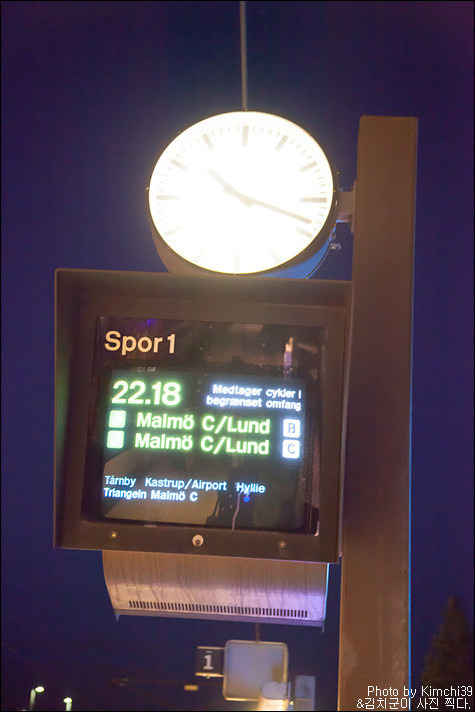 Spor 1
22.18
Medtager cykler i
begrænset omfang
Malmö C/Lund B
Malmö C/Lund C
Tårnby Kastrup/Airport Hyllie
Triangeln Malmö C
1
Photo by Kimchi39
&김치군이 사진 찍다.